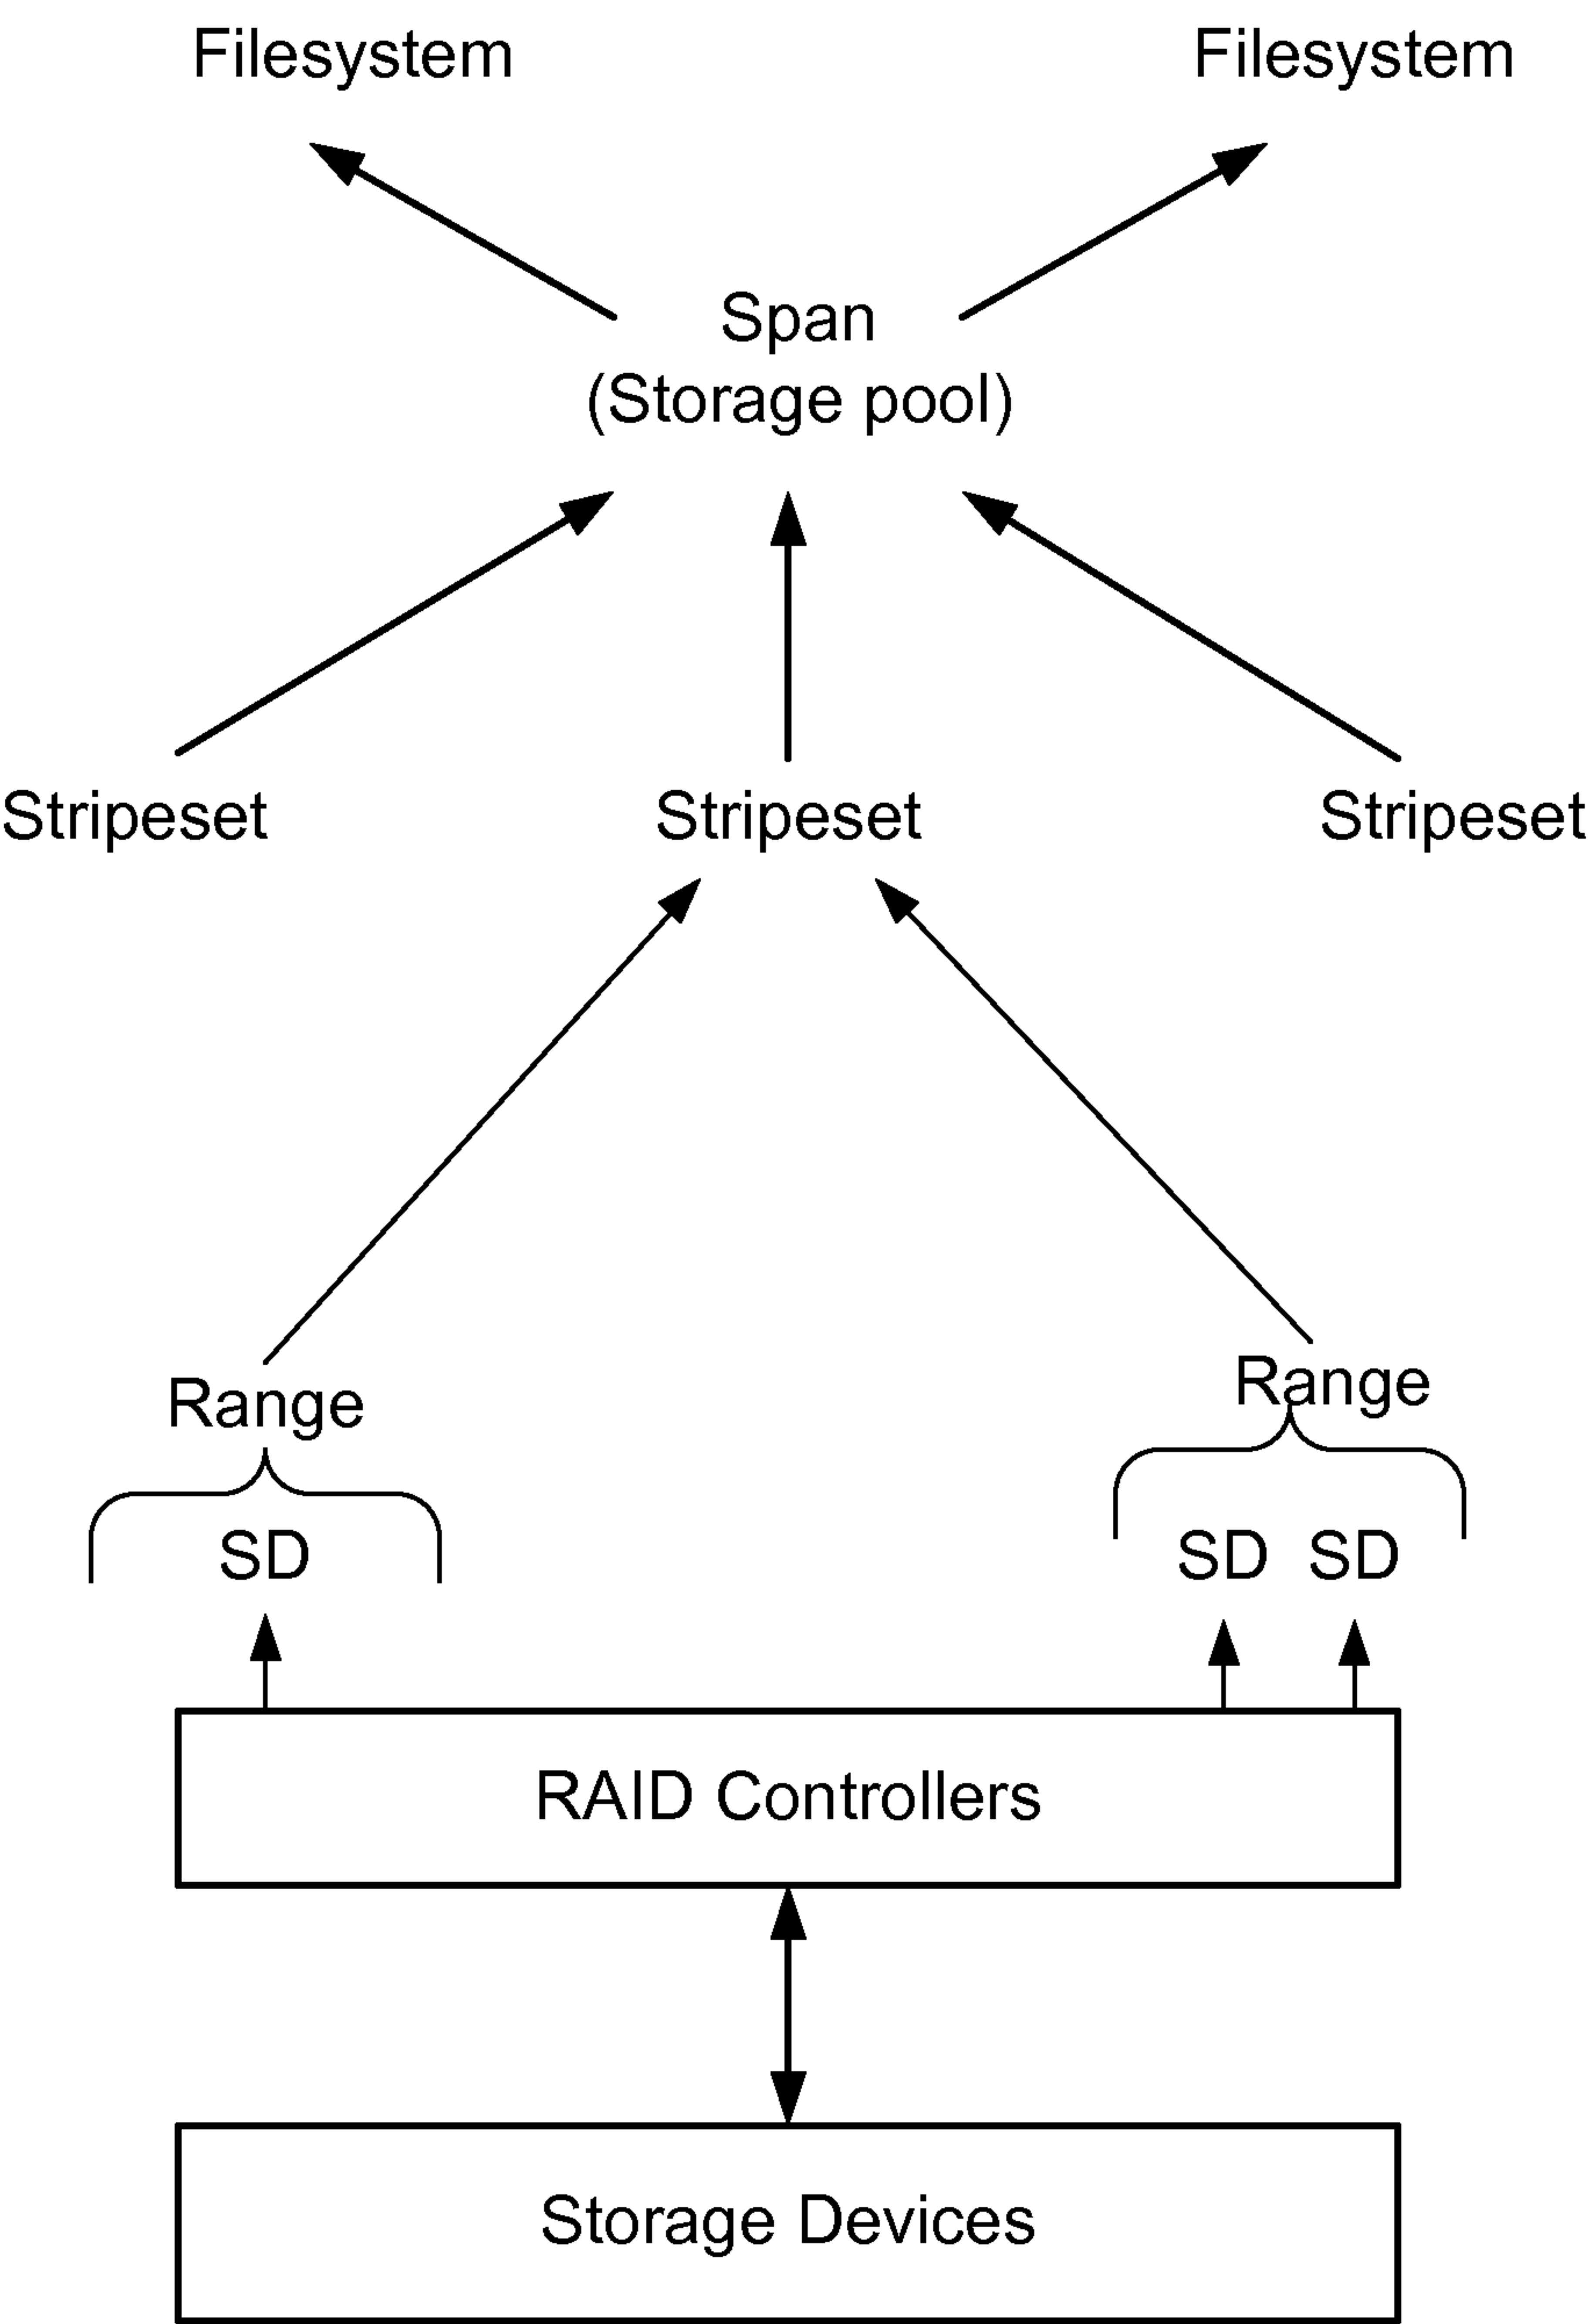 Filesystem
Filesystem
Span
(Storage pool)
Stripeset
Stripeset
Stripeset
Range
Range
SD
SD
SD
RAID Controllers
Storage Devices